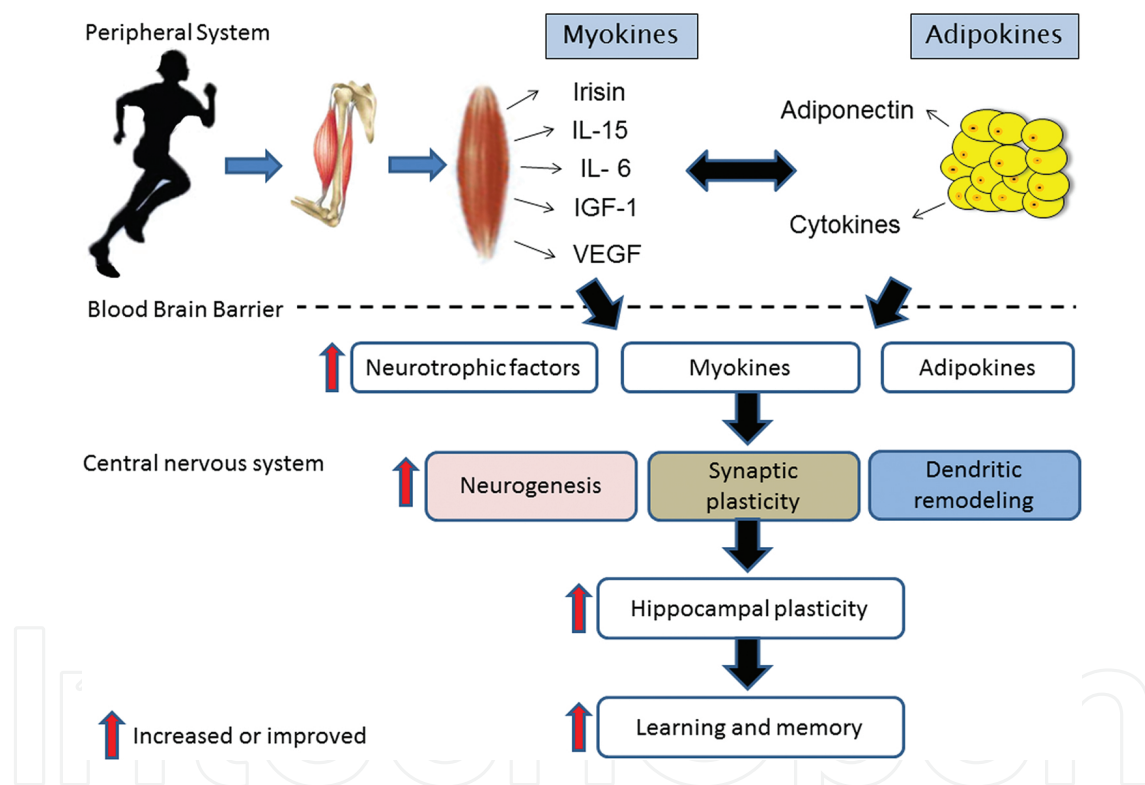 Peripheral System
Myokines
Adipokines
Irisin
IL-15
IL- 6
IGF-1
VEGF
Adiponectin
Cytokines
Blood Brain Barrier
Neurotrophic factors
Myokines
Adipokines
Central nervous system
Neurogenesis
Synaptic
plasticity
Dendritic
remodeling
Hippocampal plasticity
Learning and memory
Increased or improved